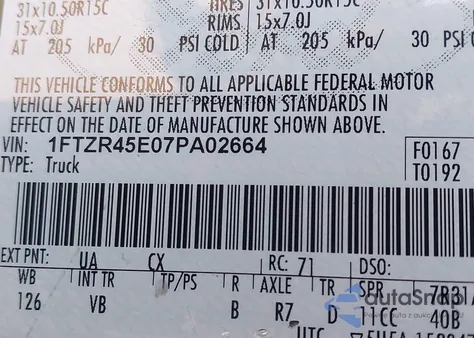 31x10.50R15C TIRES 31x10.50R15C
15x7.0J RIMS 15x7.0J
AT 205 kPa/ 30 PSI COLD AT 205 kPa/ 30 PSI
THIS VEHICLE CONFORMS TO ALL APPLICABLE FEDERAL MOTOR
VEHICLE SAFETY AND THEFT PREVENTION STANDARDS IN
EFFECT ON THE DATE OF MANUFACTURE SHOWN ABOVE.
VIN: 1FTZR45E07PA02664 F0167
TYPE: Truck T0192
EXT PNT: UA CX RC: 71 DSO:
WB INT TR TP/PS R AXLE TR SPR
126 VB B R7 D 11CC 40B
UTC